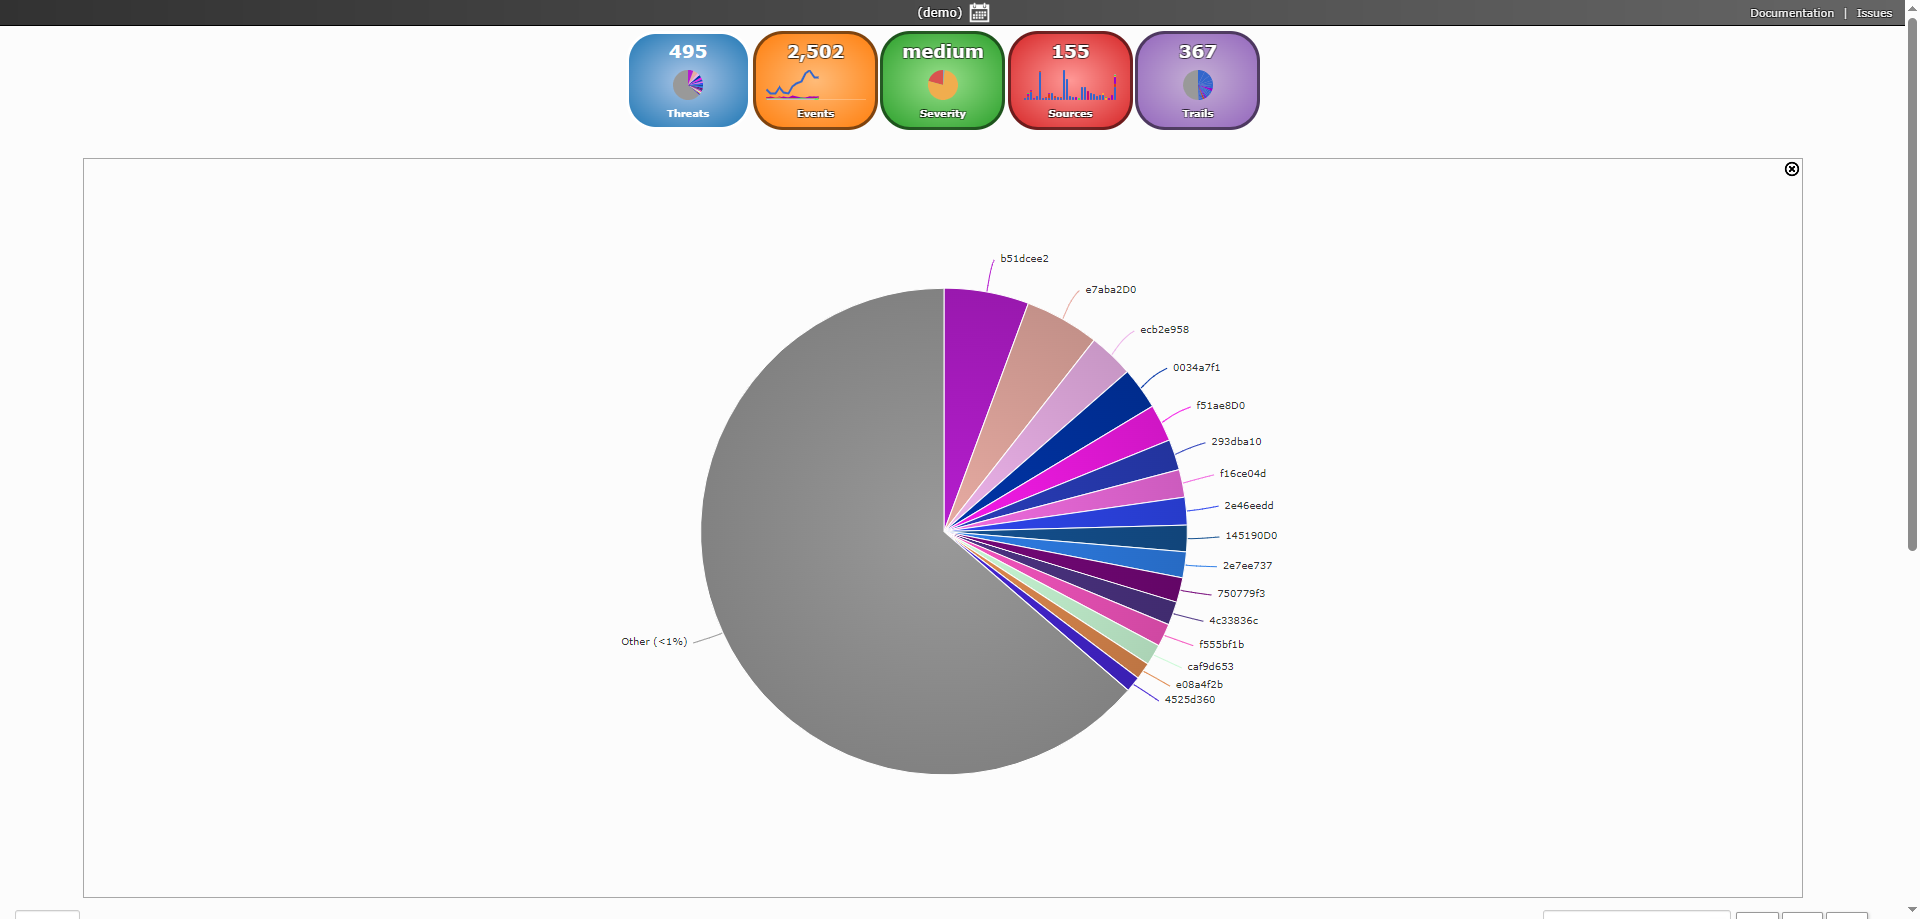 (demo)
Documentation | Issues
495
Threats
2,502
Events
medium
Severity
155
Sources
367
Trails
b51dcee2
e7aba2D0
ecb2e958
0034a7f1
f51ae8D0
293dba10
f16ce04d
2e46eedd
145190D0
2e7ee737
750779f3
4c33836c
f555bf1b
caf9d653
e08a4f2b
4525d360
Other (<1%)